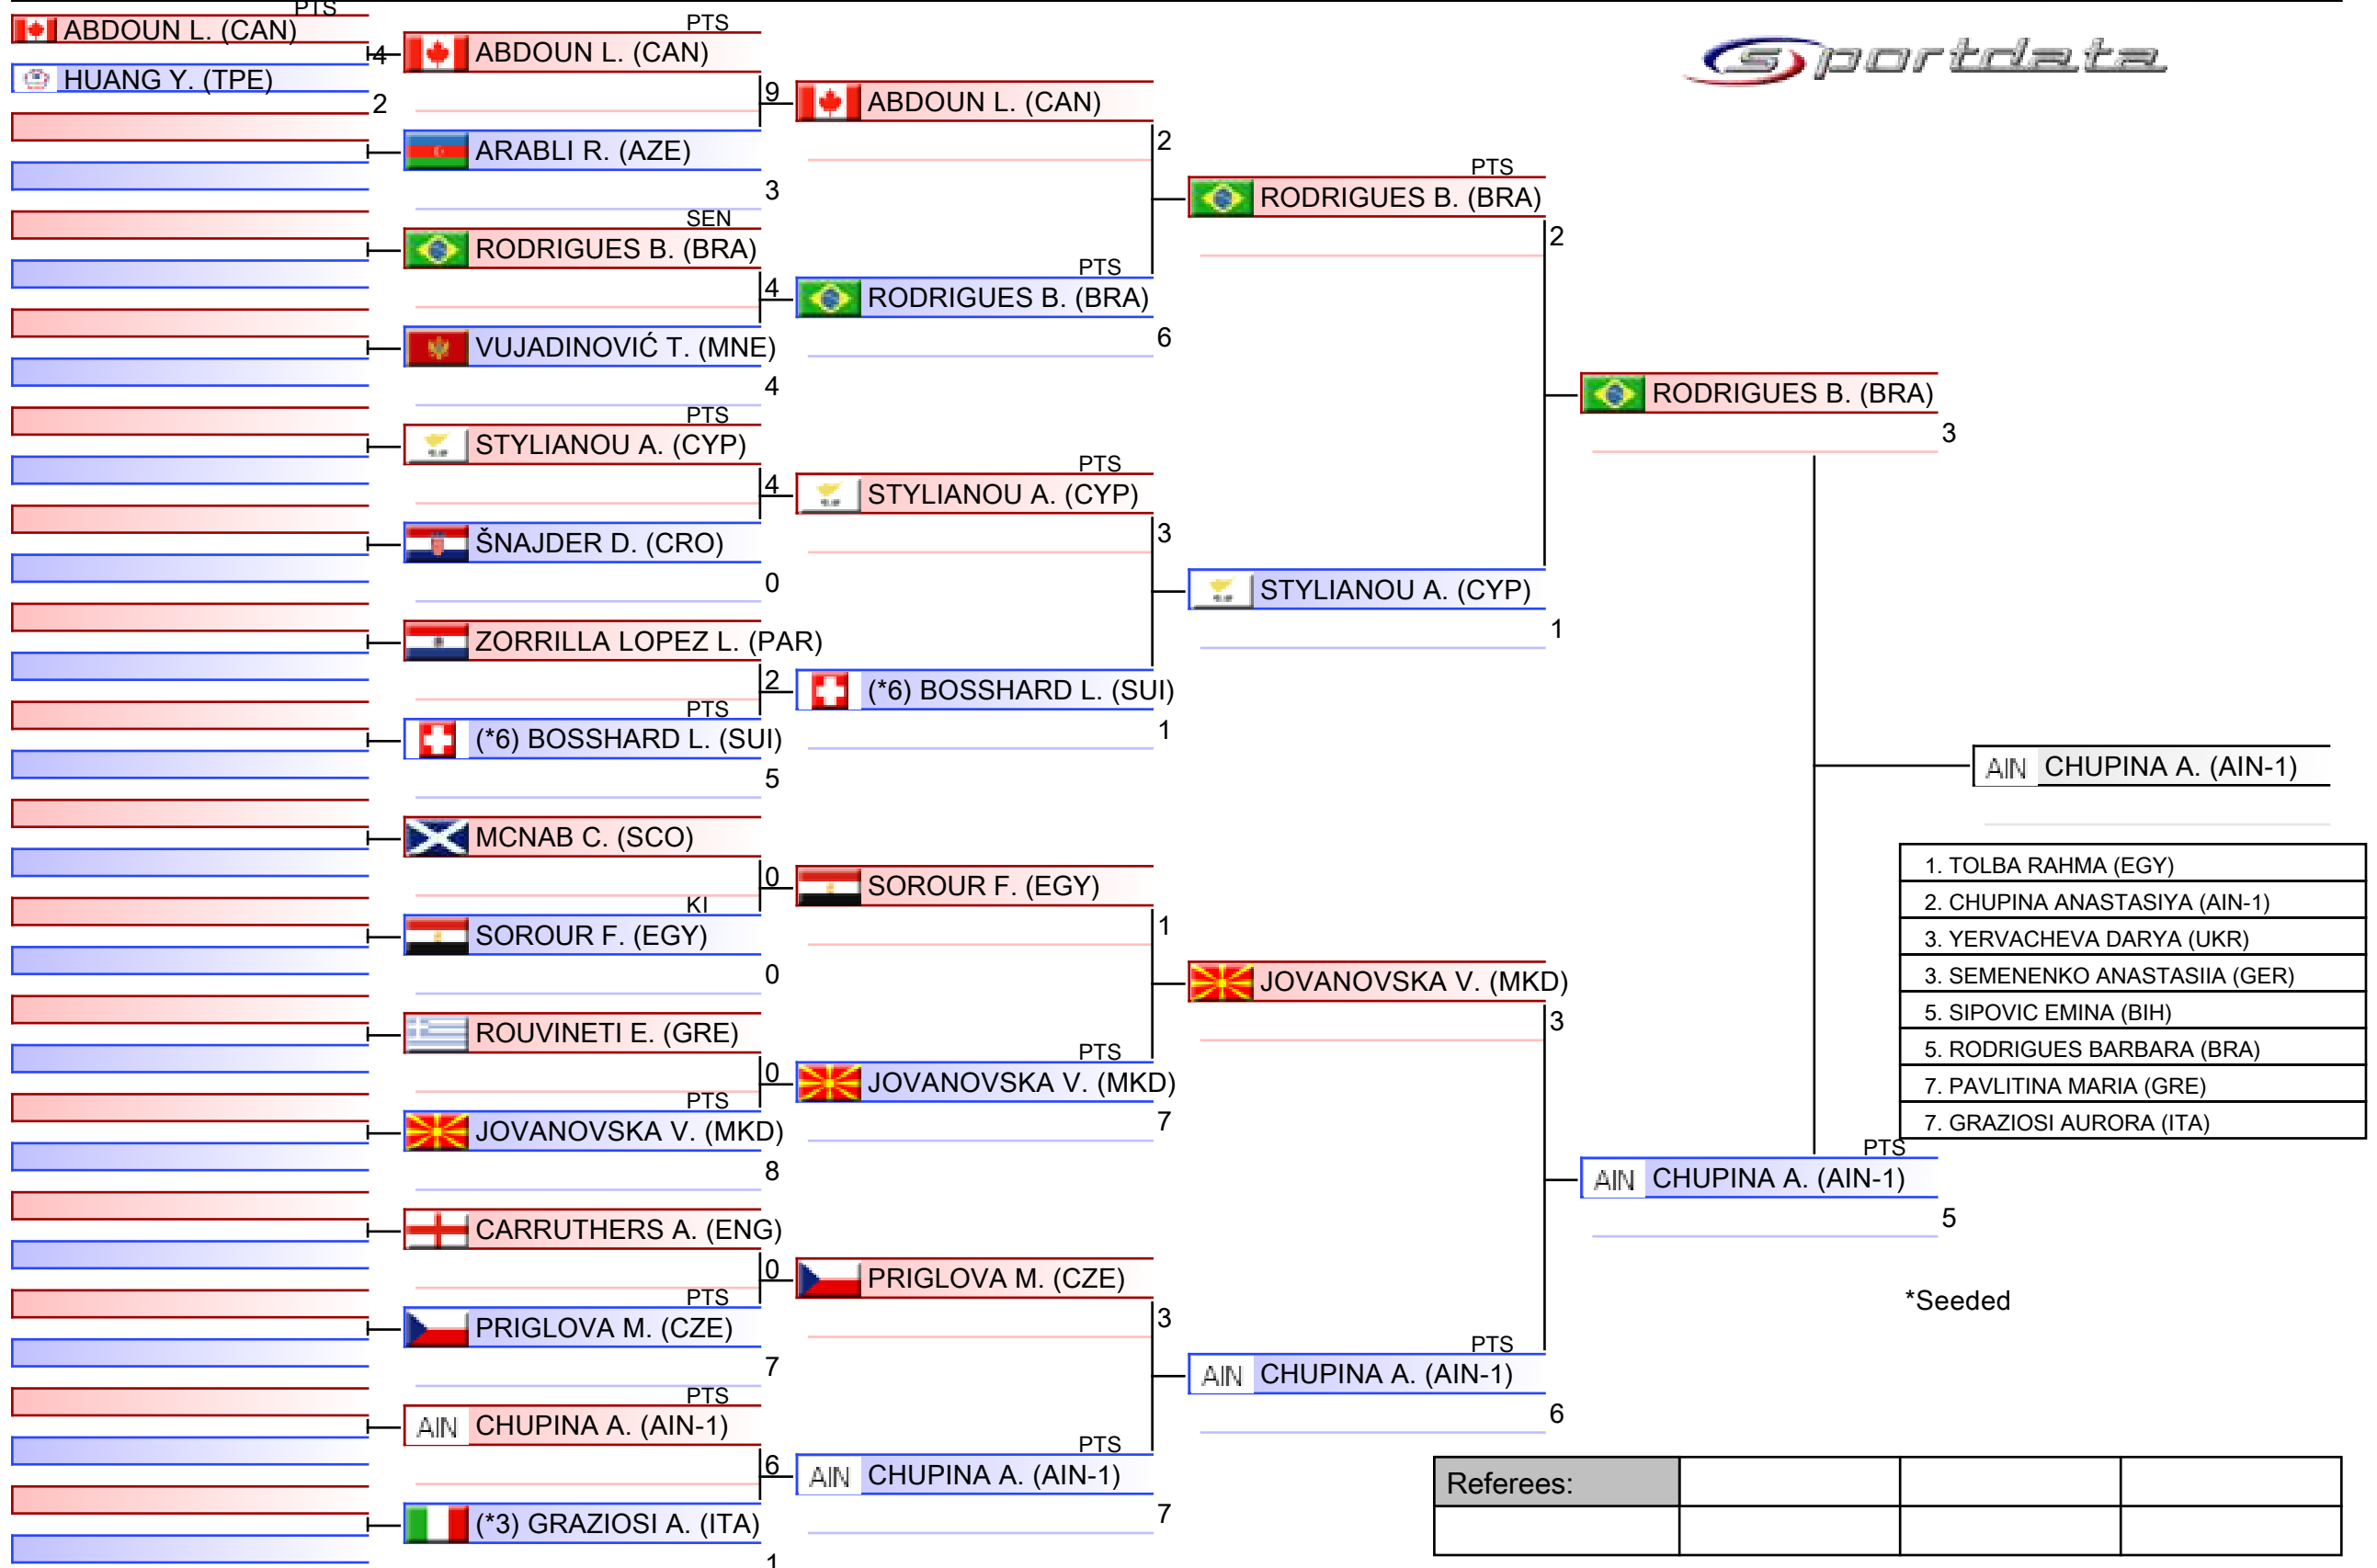 PTS
ABDOUN L. (CAN)
4
HUANG Y. (TPE)
2
PTS
ABDOUN L. (CAN)
9
ARABLI R. (AZE)
3
SEN
RODRIGUES B. (BRA)
4
VUJADINOVIĆ T. (MNE)
4
PTS
STYLIANOU A. (CYP)
4
ŠNAJDER D. (CRO)
0
ZORRILLA LOPEZ L. (PAR)
2
PTS
(*6) BOSSHARD L. (SUI)
5
MCNAB C. (SCO)
0
KI
SOROUR F. (EGY)
0
ROUVINETI E. (GRE)
0
PTS
JOVANOVSKA V. (MKD)
8
CARRUTHERS A. (ENG)
0
PTS
PRIGLOVA M. (CZE)
7
PTS
AIN CHUPINA A. (AIN-1)
6
(*3) GRAZIOSI A. (ITA)
1
ABDOUN L. (CAN)
2
PTS
RODRIGUES B. (BRA)
6
PTS
STYLIANOU A. (CYP)
3
(*6) BOSSHARD L. (SUI)
1
SOROUR F. (EGY)
1
PTS
JOVANOVSKA V. (MKD)
7
PRIGLOVA M. (CZE)
3
PTS
AIN CHUPINA A. (AIN-1)
7
PTS
RODRIGUES B. (BRA)
2
STYLIANOU A. (CYP)
1
JOVANOVSKA V. (MKD)
3
PTS
AIN CHUPINA A. (AIN-1)
6
RODRIGUES B. (BRA)
3
PTS
AIN CHUPINA A. (AIN-1)
5
sportdata
AIN CHUPINA A. (AIN-1)
1. TOLBA RAHMA (EGY)
2. CHUPINA ANASTASIYA (AIN-1)
3. YERVACHEVA DARYA (UKR)
3. SEMENENKO ANASTASIIA (GER)
5. SIPOVIC EMINA (BIH)
5. RODRIGUES BARBARA (BRA)
7. PAVLITINA MARIA (GRE)
7. GRAZIOSI AURORA (ITA)
*Seeded
Referees: